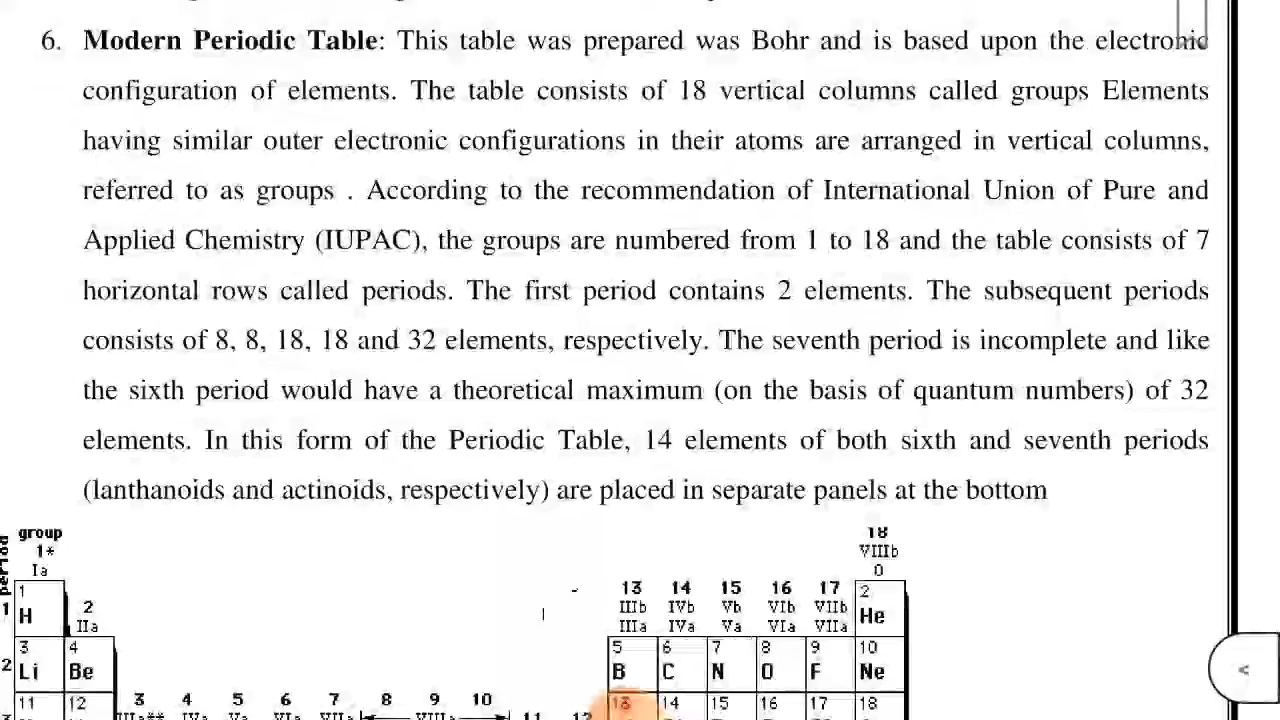 6. Modern Periodic Table: This table was prepared was Bohr and is based upon the electronic
configuration of elements. The table consists of 18 vertical columns called groups Elements
having similar outer electronic configurations in their atoms are arranged in vertical columns,
referred to as groups . According to the recommendation of International Union of Pure and
Applied Chemistry (IUPAC), the groups are numbered from 1 to 18 and the table consists of 7
horizontal rows called periods. The first period contains 2 elements. The subsequent periods
consists of 8, 8, 18, 18 and 32 elements, respectively. The seventh period is incomplete and like
the sixth period would have a theoretical maximum (on the basis of quantum numbers) of 32
elements. In this form of the Periodic Table, 14 elements of both sixth and seventh periods
(lanthanoids and actinoids, respectively) are placed in separate panels at the bottom
group 18
period 1* VIIIb
Ia 0
1 13 14 15 16 17 2
1 H 2 IIIb IVb Vb VIb VIIb He
IIa IIIa IVa Va VIa VIIa
3 4 5 6 7 8 9 10
2 Li Be B C N O F Ne
11 12 3 4 5 6 7 8 9 10 13 14 15 16 17 18
IIIa** IVa Va VIa VIIa VIIIa 11 12